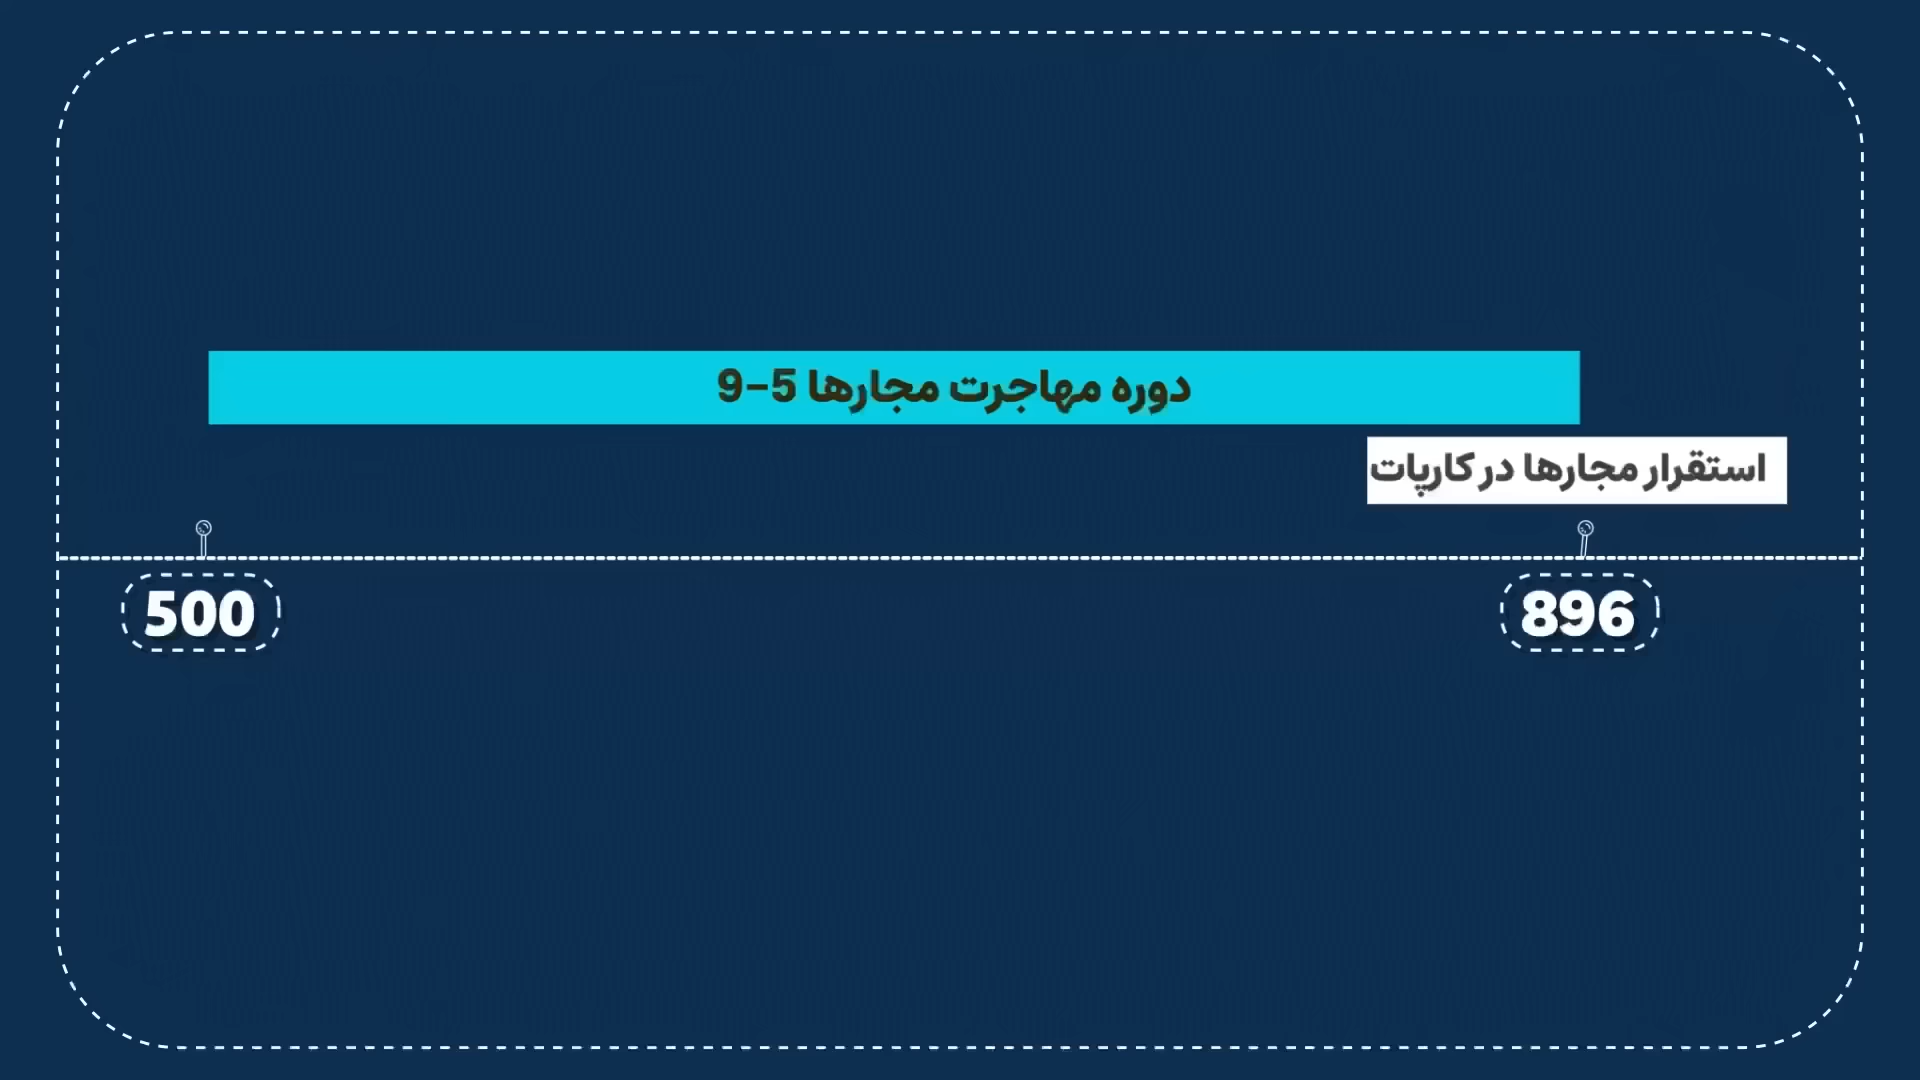 دوره مهاجرت مجارها 5-9
استقرار مجارها در کارپات
500
896